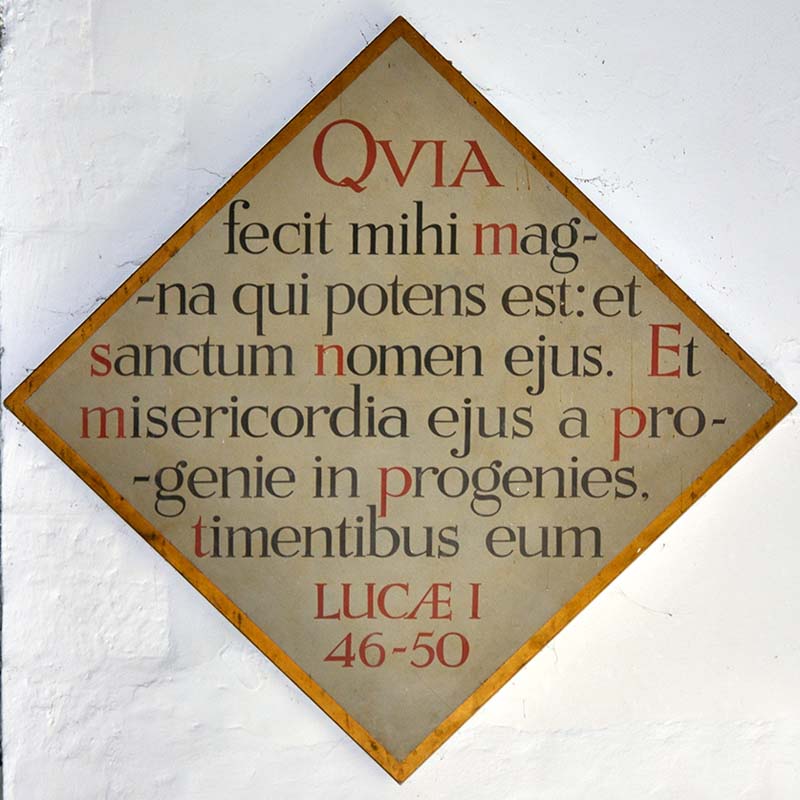 QVIA
fecit mihi mag-
-na qui potens est: et
sanctum nomen ejus. Et
misericordia ejus a pro-
-genie in progenies.
timentibus eum
LUCÆ I
46-50